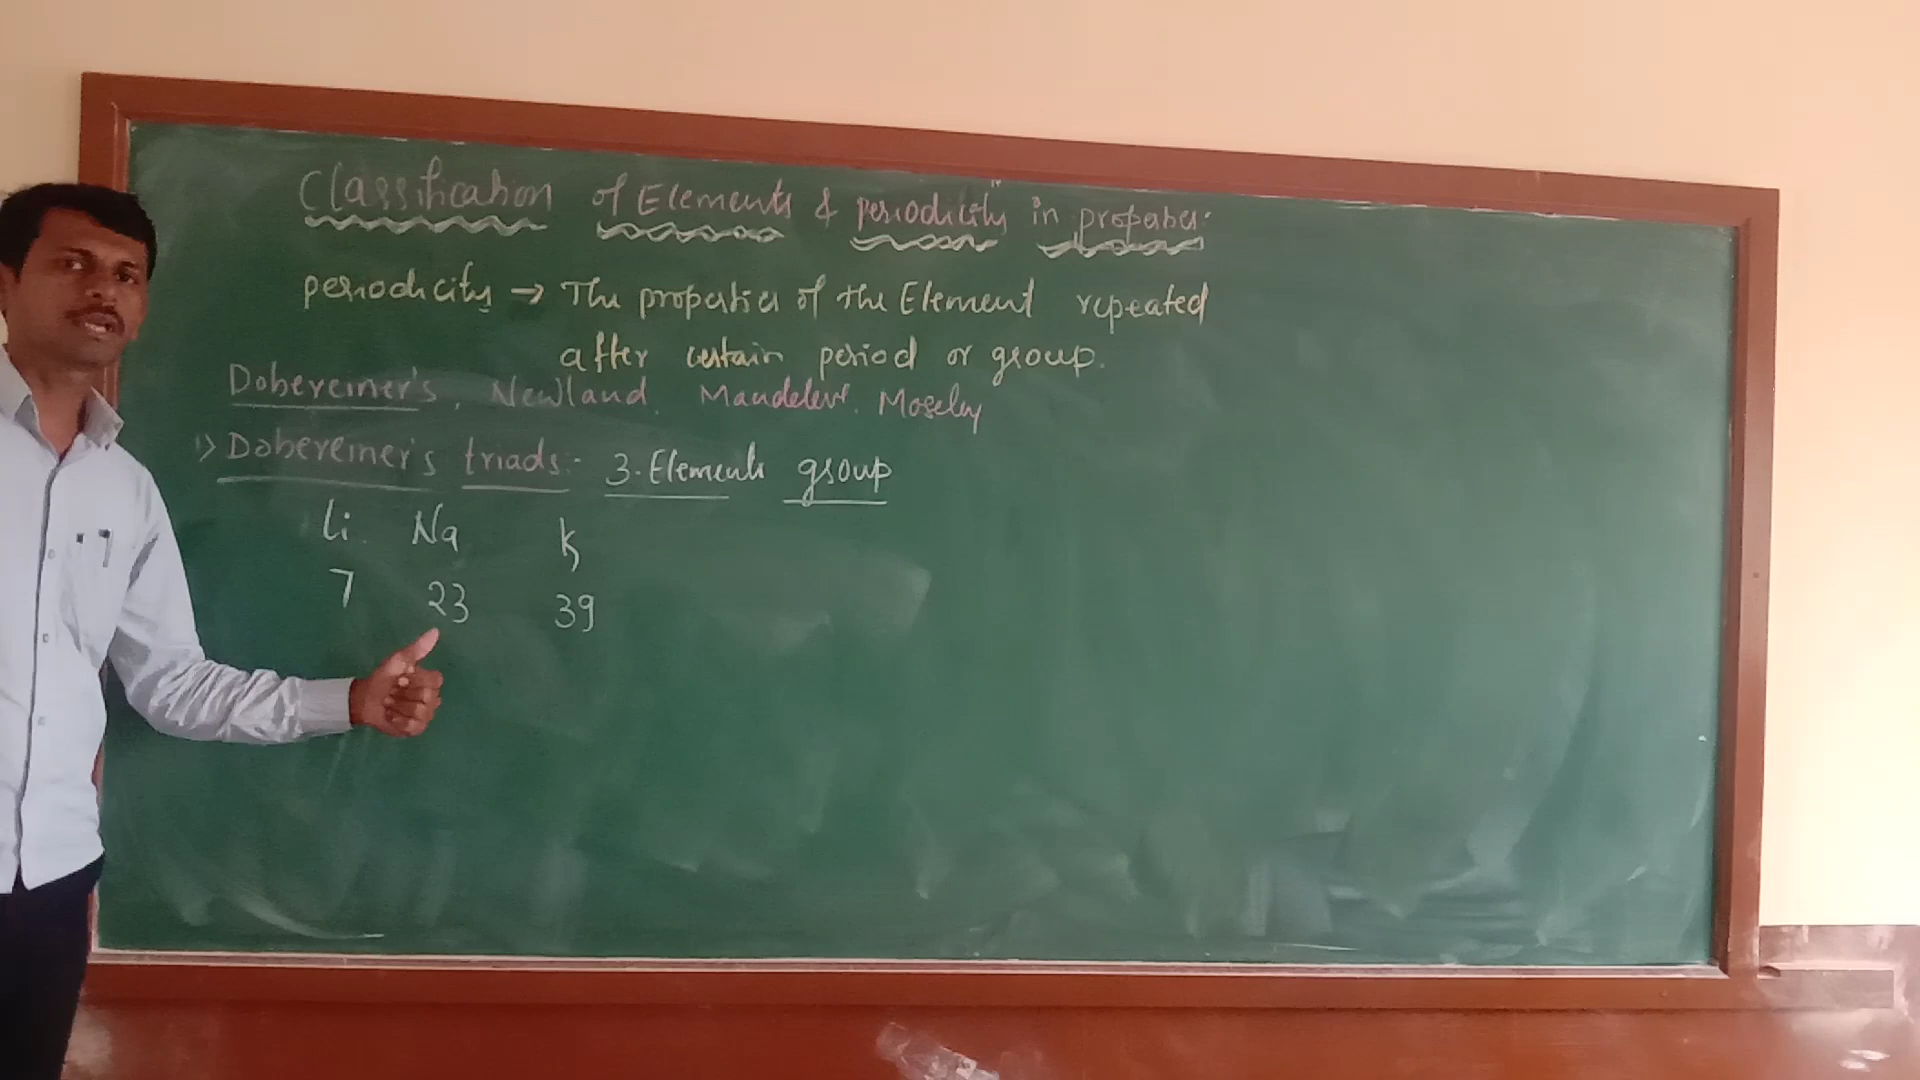 Classification of Elements & periodicity in properties:
periodicity → The properties of the Element repeated
after certain period or group.
Dobereiner's, Newland. Mandeleve. Moseley
1) Dobereiner's triads:- 3. Elements group
Li Na K
7 23 39